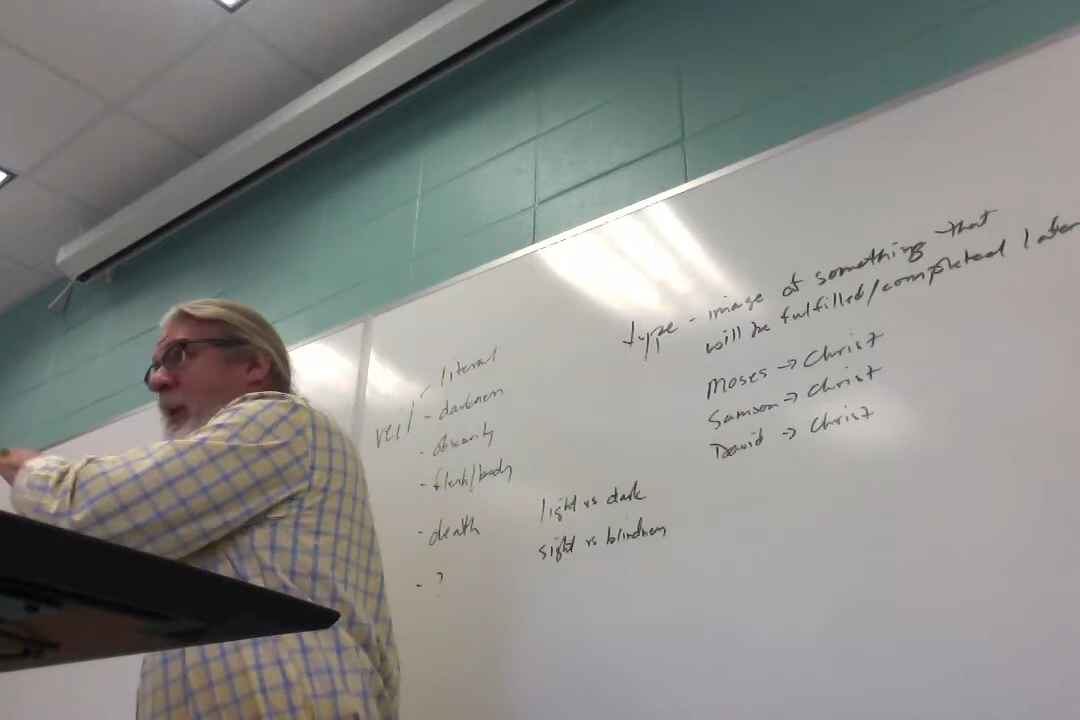 type - image of something that
will be fulfilled/completed later
Moses → Christ
Samson → Christ
David → Christ
veil - literal
- darkness
- obscurity
- flesh/body
- death
- ?
light vs dark
sight vs blindness